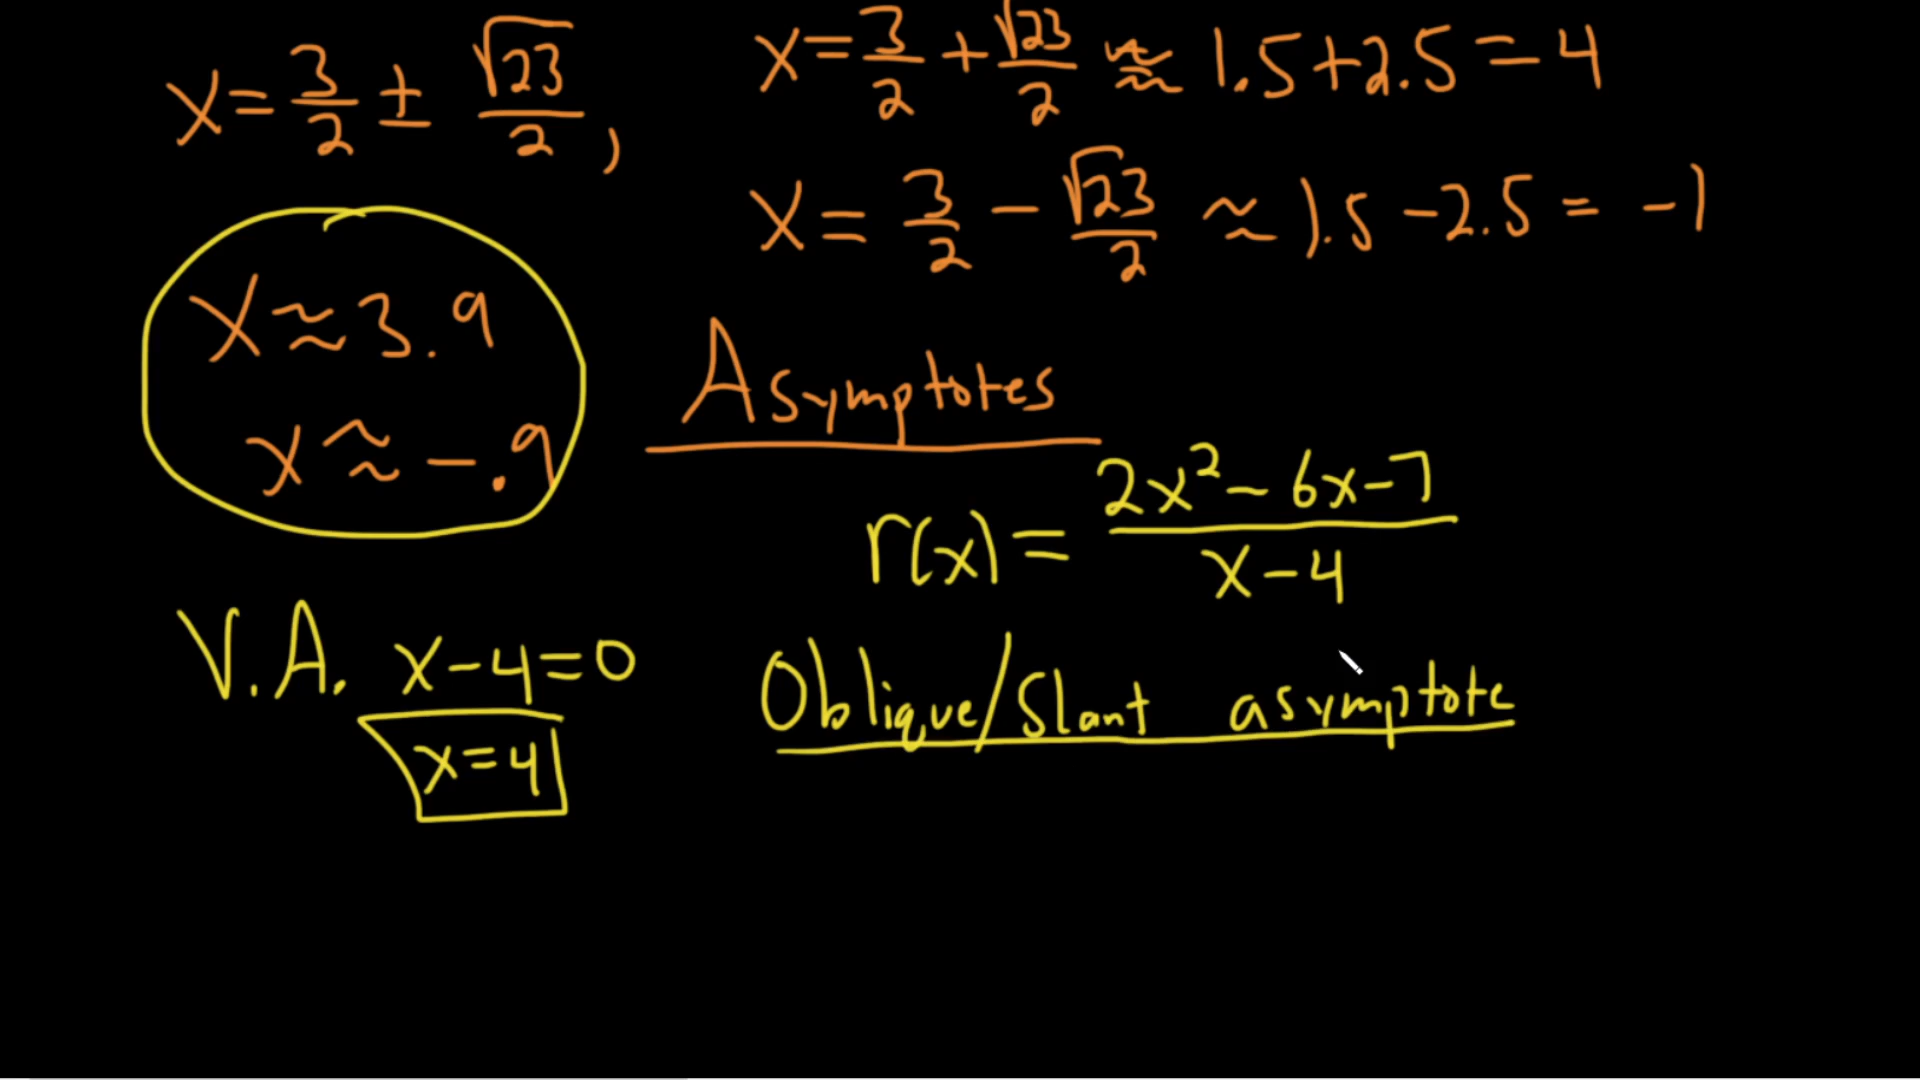 x = 3/2 ± √23/2 ,
x = 3/2 + √23/2 ≈ 1.5 + 2.5 = 4
x = 3/2 − √23/2 ≈ 1.5 − 2.5 = −1
x ≈ 3.9
x ≈ −.9
Asymptotes
r(x) = (2x² − 6x − 7)/(x − 4)
V.A. x − 4 = 0
x = 4
Oblique/Slant asymptote